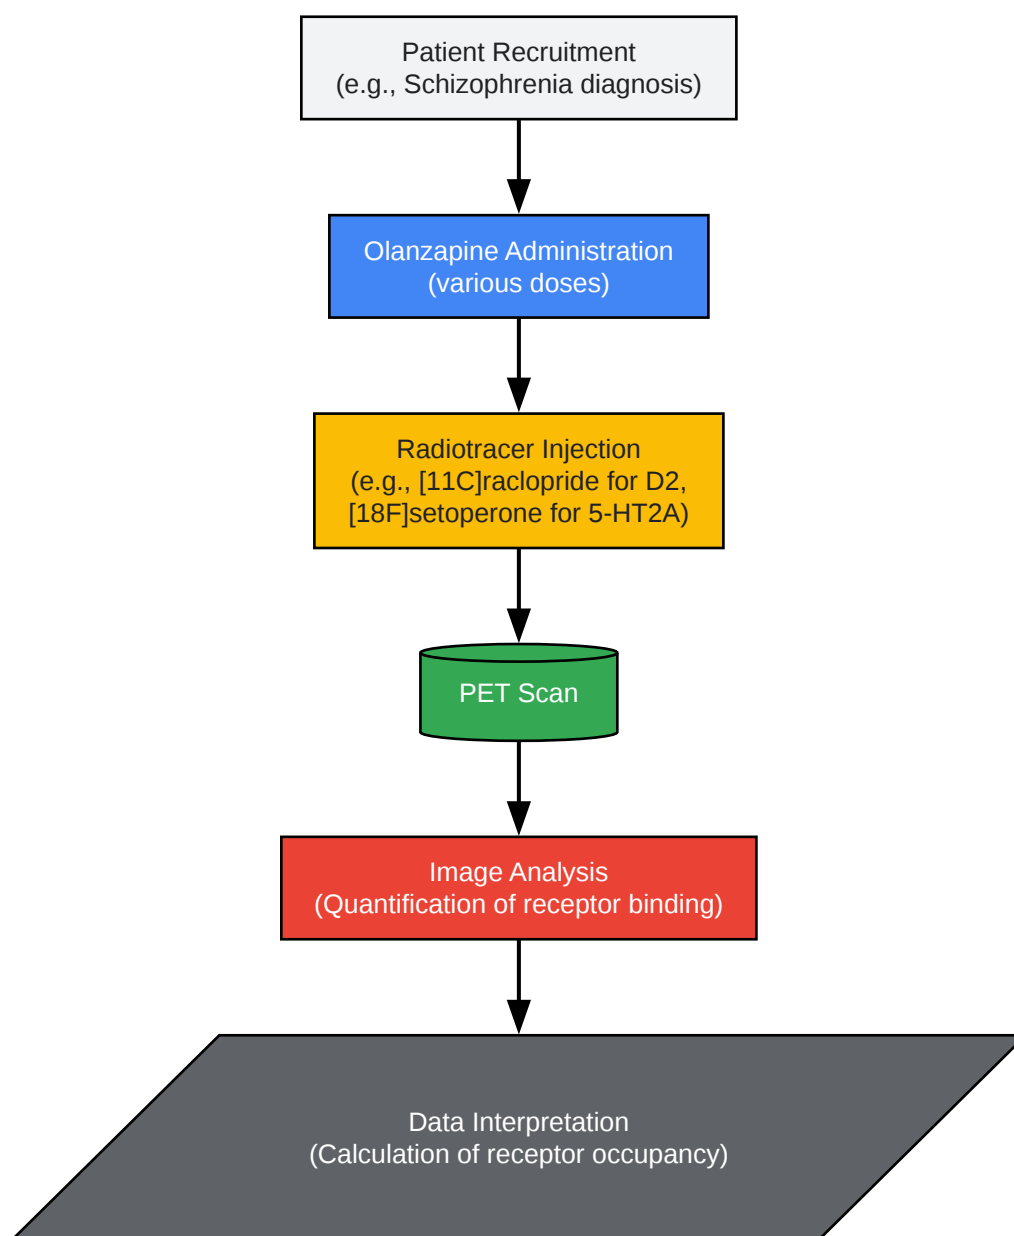 Patient Recruitment
(e.g., Schizophrenia diagnosis)
Olanzapine Administration
(various doses)
Radiotracer Injection
(e.g., [11C]raclopride for D2,
[18F]setoperone for 5-HT2A)
PET Scan
Image Analysis
(Quantification of receptor binding)
Data Interpretation
(Calculation of receptor occupancy)